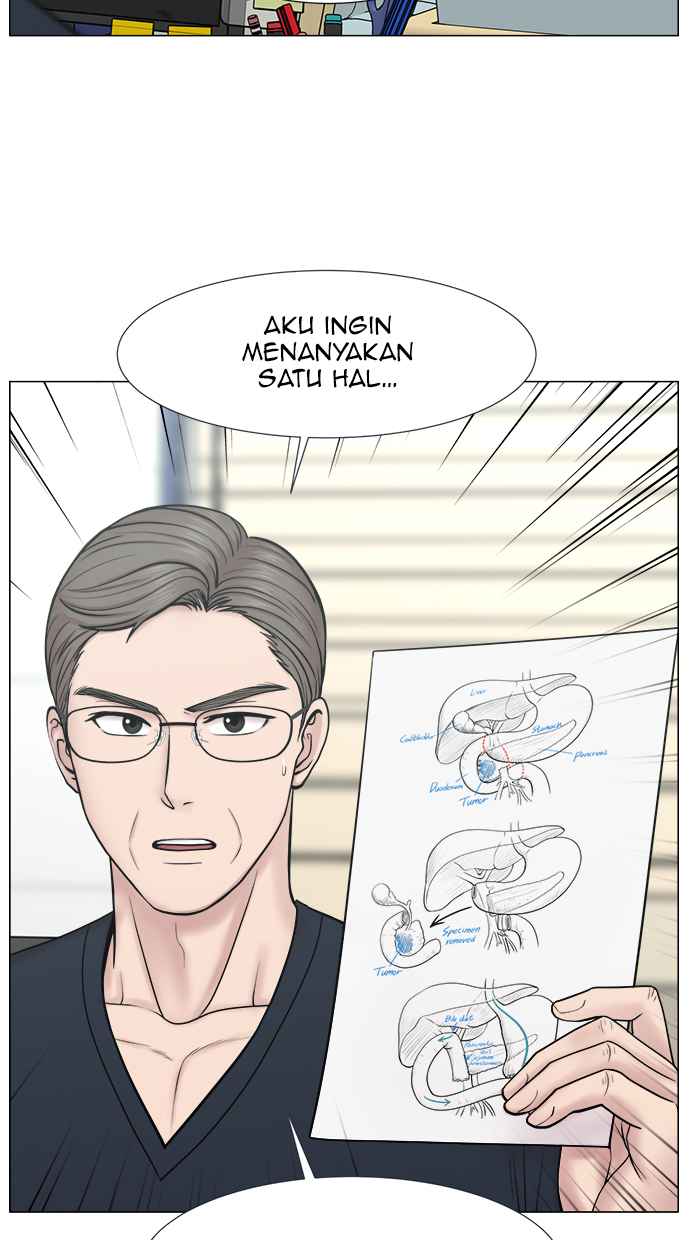 AKU INGIN
MENANYAKAN
SATU HAL...
Liver
Gallbladder
Stomach
Pancreas
Duodenum
Tumor
Specimen
removed
Tumor
Bile duct